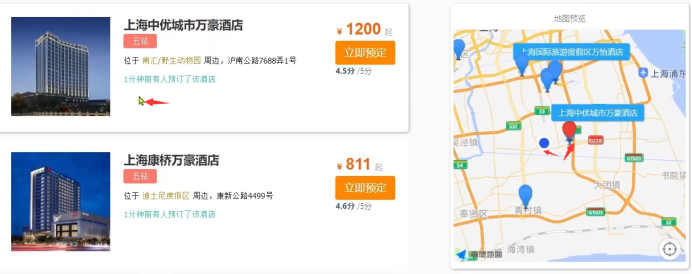 上海中优城市万豪酒店
五钻
¥ 1200 起
立即预定
位于 南汇/野生动物园 周边，沪南公路7688弄1号
4.5分 /5分
1分钟前有人预订了该酒店
上海康桥万豪酒店
五钻
¥ 811 起
立即预定
位于 迪士尼度假区 周边，康新公路4499号
4.6分 /5分
1分钟前有人预订了该酒店
地图预览
上海国际旅游度假区万怡酒店
上海浦东
上海中优城市万豪酒店
S32
S2
G228
吴泾镇
G1503
书院镇
大团镇
奉贤区
青村镇
G1503
海湾镇
高德地图